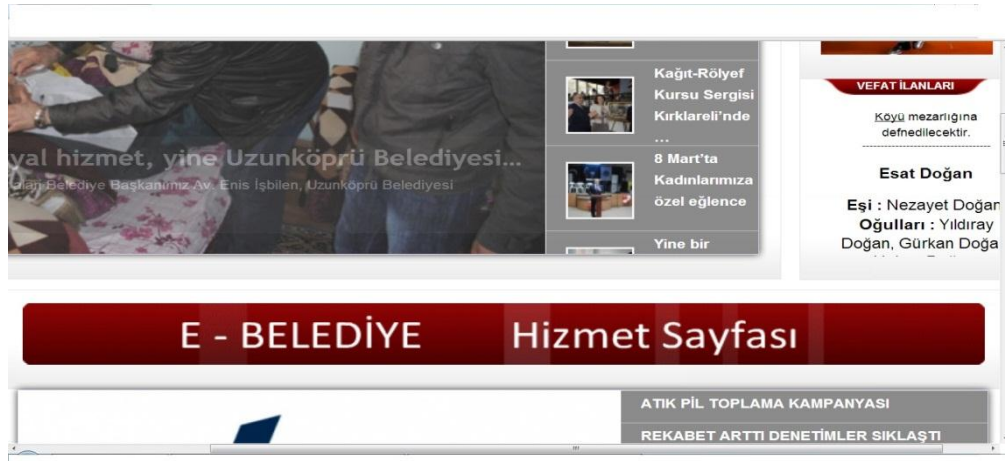 yal hizmet, yine Uzunköprü Belediyesi...
alan Belediye Başkanımız Av. Enis İşbilen, Uzunköprü Belediyesi
Kağıt-Rölyef
Kursu Sergisi
Kırklareli'nde
...
8 Mart'ta
Kadınlarımıza
özel eğlence
Yine bir
VEFAT İLANLARI
Köyü mezarlığına
defnedilecektir.
Esat Doğan
Eşi : Nezayet Doğan
Oğulları : Yıldıray
Doğan, Gürkan Doğa
E - BELEDİYE Hizmet Sayfası
ATIK PİL TOPLAMA KAMPANYASI
REKABET ARTTI DENETİMLER SIKLAŞTI